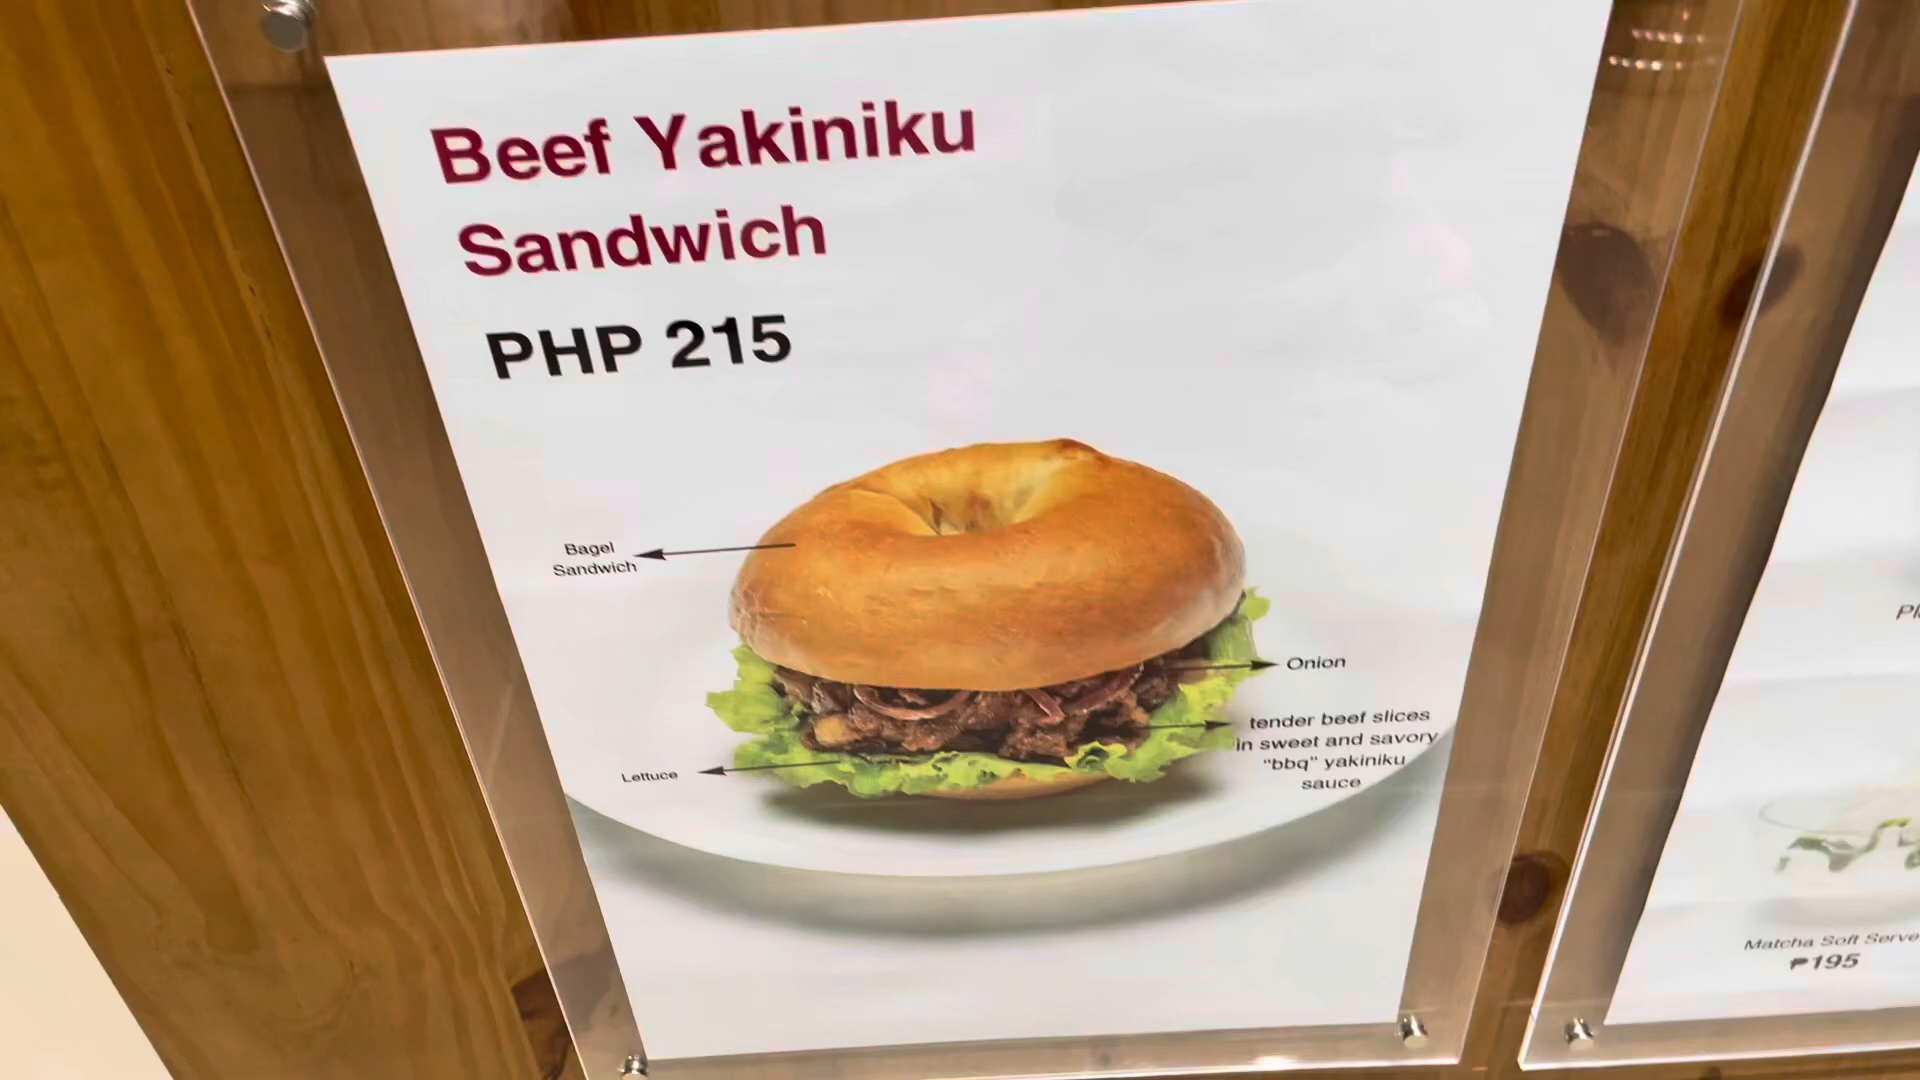 Beef Yakiniku
Sandwich
PHP 215
Bagel
Sandwich
Onion
tender beef slices
in sweet and savory
"bbq" yakiniku
sauce
Lettuce
Matcha Soft Serve
₱195